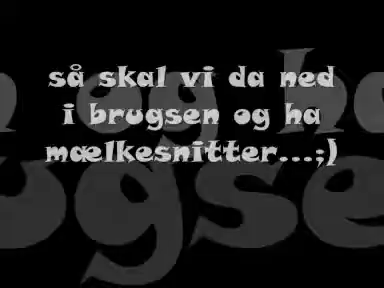 så skal vi da ned
i brugsen og ha
mælkesnitter...;)